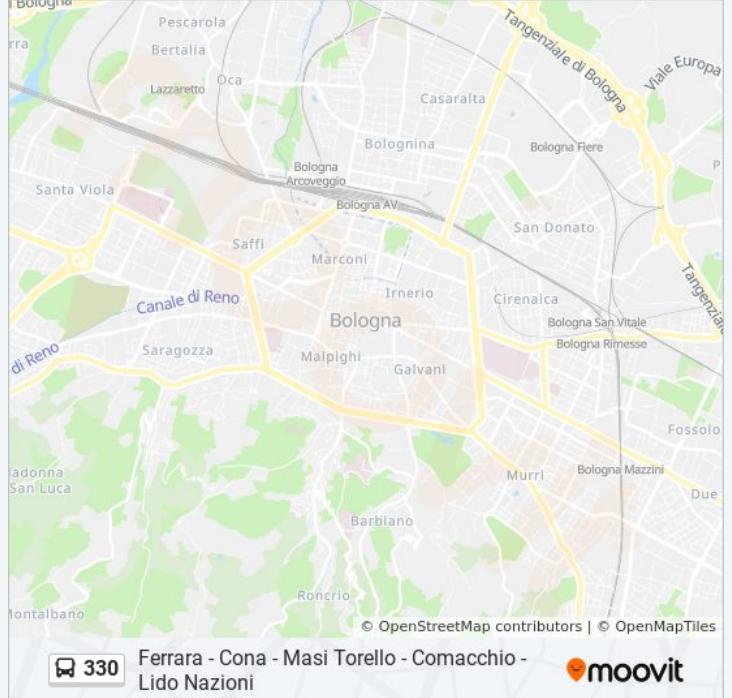 Bologna
Pescarola
Tangenziale di Bologna
Bertalia
Viale Europa
Oca
Lazzaretto
Casaralta
Bolognina
Bologna Fiere
Bologna
Arcoveggio
Santa Viola
Bologna AV
San Donato
Saffi
Marconi
Irnerio
Cirenaica
Canale di Reno
Bologna
Bologna San Vitale
Bologna Rimesse
di Reno
Saragozza
Malpighi
Galvani
Fossolo
Murri
Bologna Mazzini
San Luca
Due
Barbiano
Roncrio
© OpenStreetMap contributors | © OpenMapTiles
330
Ferrara - Cona - Masi Torello - Comacchio -
Lido Nazioni
moovit